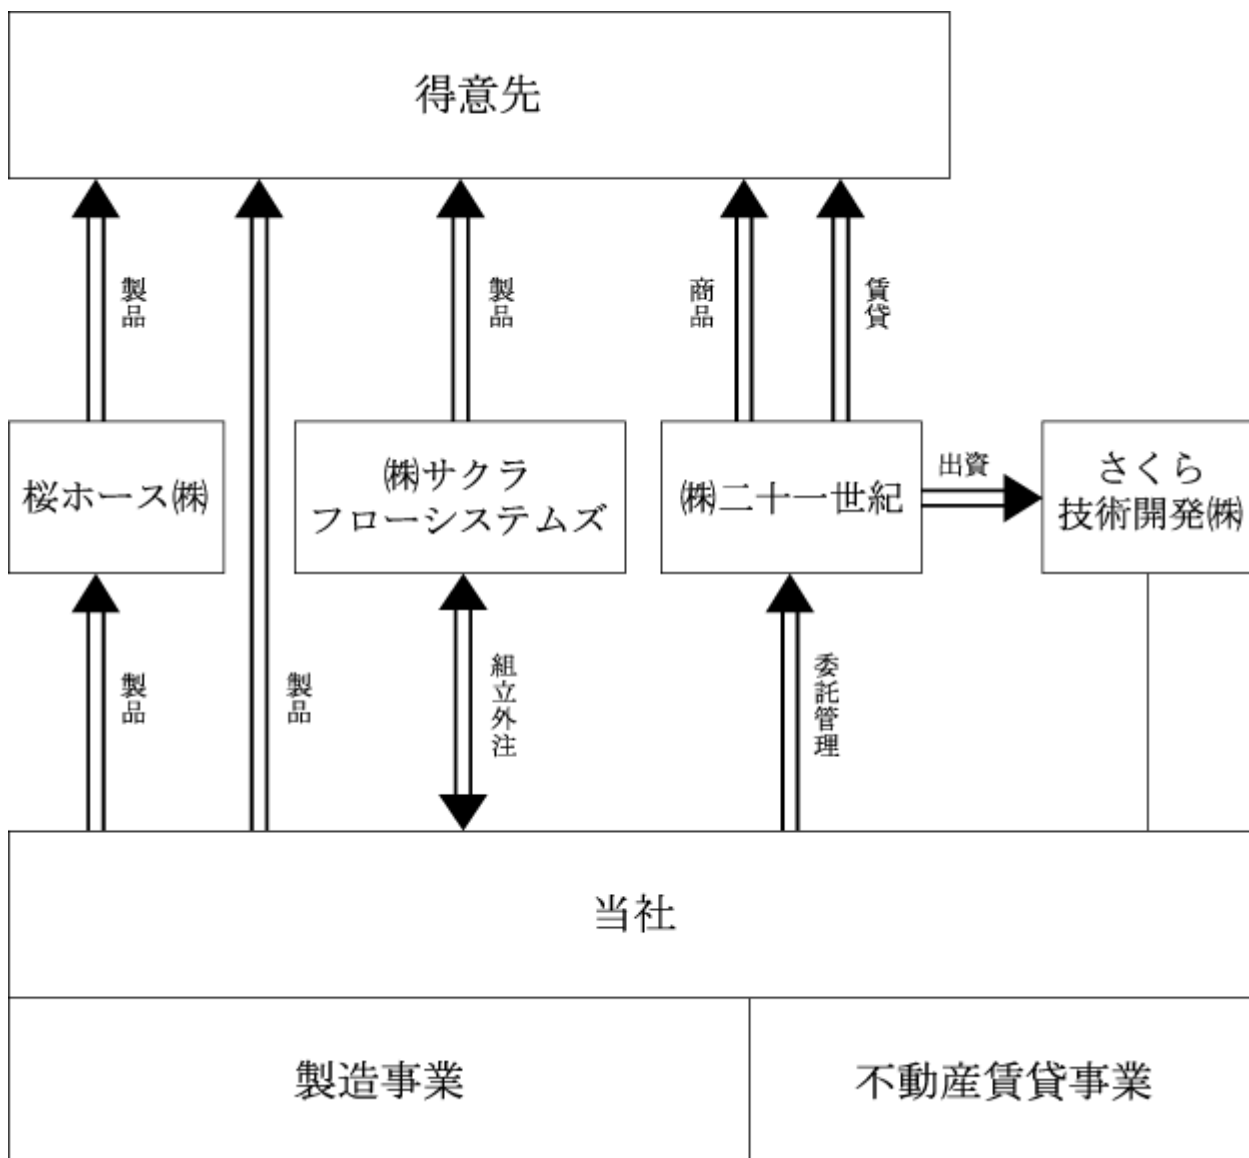 得意先
製品
製品
商品
賃貸
桜ホース㈱
㈱サクラ
フローシステムズ
㈱二十一世紀
出資
さくら
技術開発㈱
製品
製品
組立外注
委託管理
当社
製造事業
不動産賃貸事業